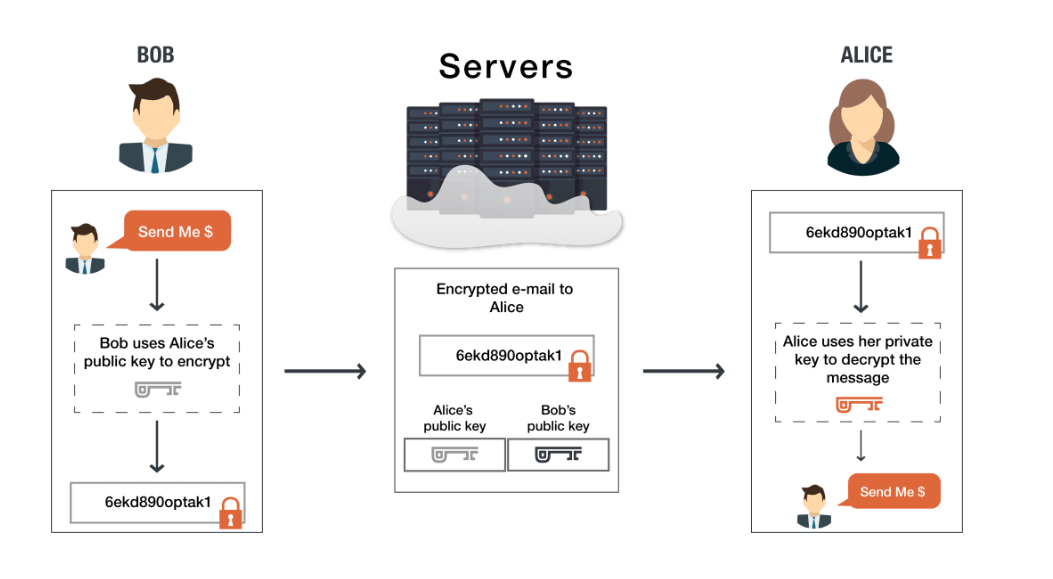 BOB
Servers
ALICE
Send Me $
Bob uses Alice's
public key to encrypt
6ekd890optak1
Encrypted e-mail to
Alice
6ekd890optak1
Alice's
public key
Bob's
public key
6ekd890optak1
Alice uses her private
key to decrypt the
message
Send Me $